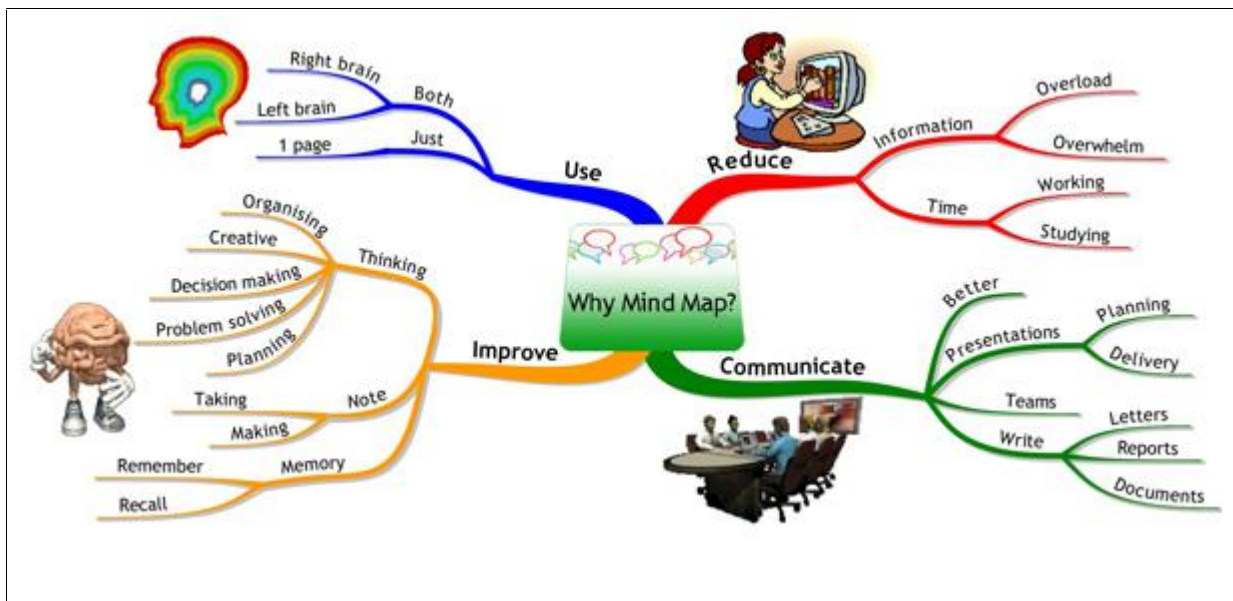 Why Mind Map?
Use
Both
Right brain
Left brain
Just
1 page
Reduce
Information
Overload
Overwhelm
Time
Working
Studying
Improve
Thinking
Organising
Creative
Decision making
Problem solving
Planning
Note
Taking
Making
Memory
Remember
Recall
Communicate
Better
Presentations
Planning
Delivery
Teams
Write
Letters
Reports
Documents